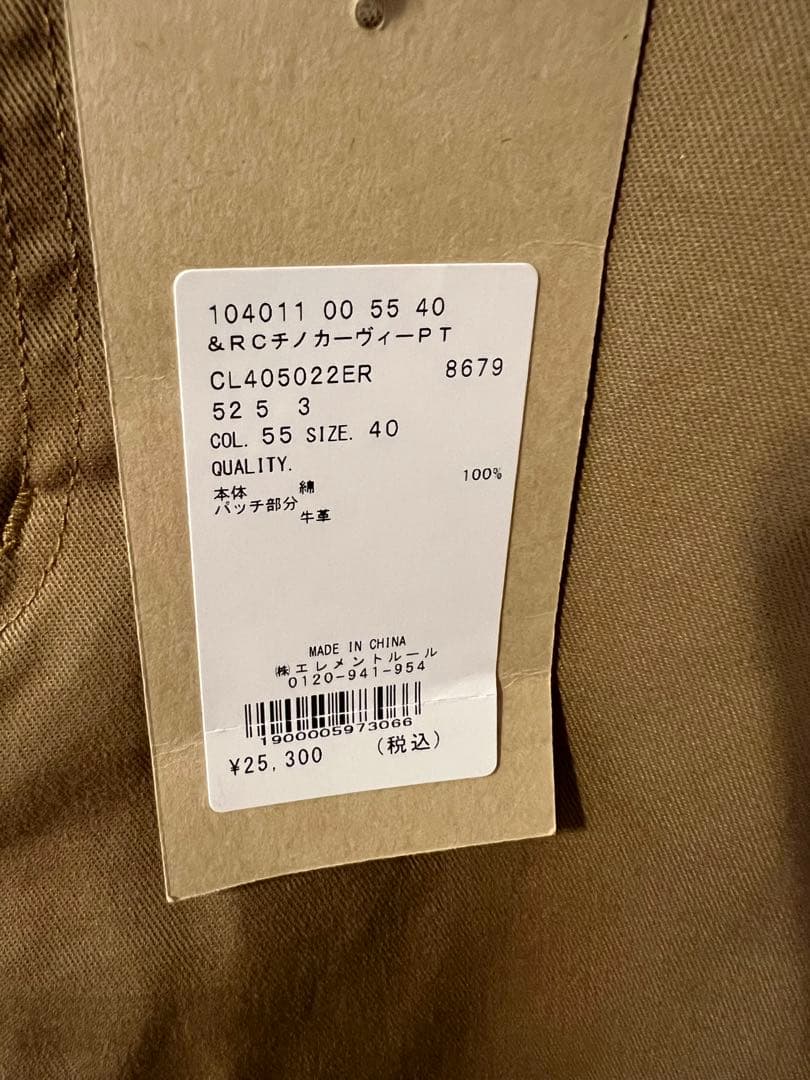 104011 00 55 40
&RCチノカーヴィーPT
CL405022ER 8679
52 5 3
COL. 55 SIZE. 40
QUALITY.
本体 綿 100%
パッチ部分 牛革
MADE IN CHINA
㈱エレメントルール
0120-941-954
1900005973066
¥25,300 (税込)